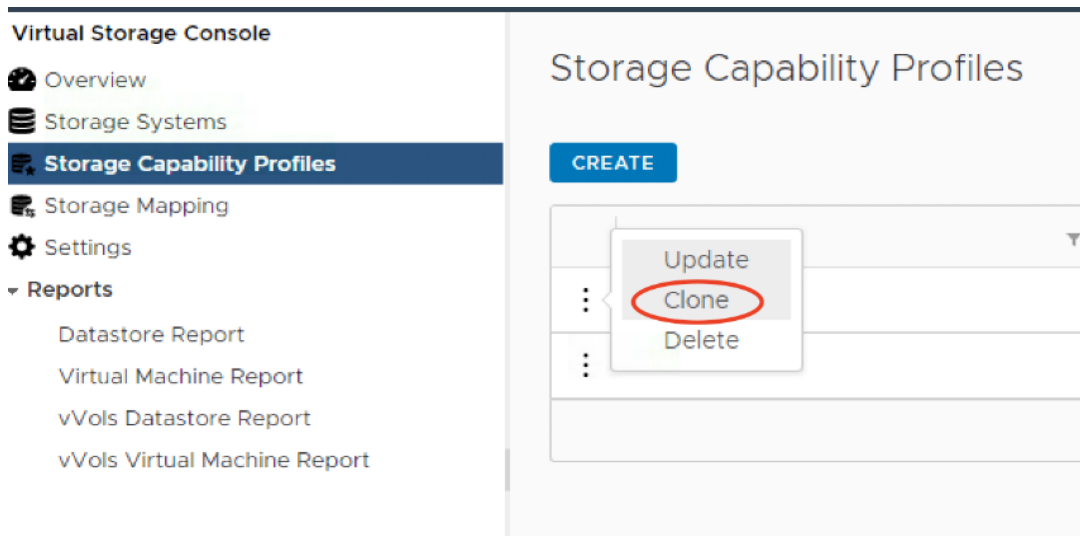 Virtual Storage Console
Overview
Storage Systems
Storage Capability Profiles
Storage Mapping
Settings
Reports
Datastore Report
Virtual Machine Report
vVols Datastore Report
vVols Virtual Machine Report
Storage Capability Profiles
CREATE
Update
Clone
Delete